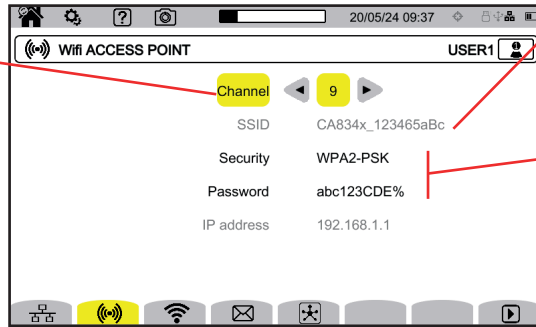 20/05/24 09:37
Wifi ACCESS POINT USER1
Channel 9
SSID CA834x_123465aBc
Security WPA2-PSK
Password abc123CDE%
IP address 192.168.1.1